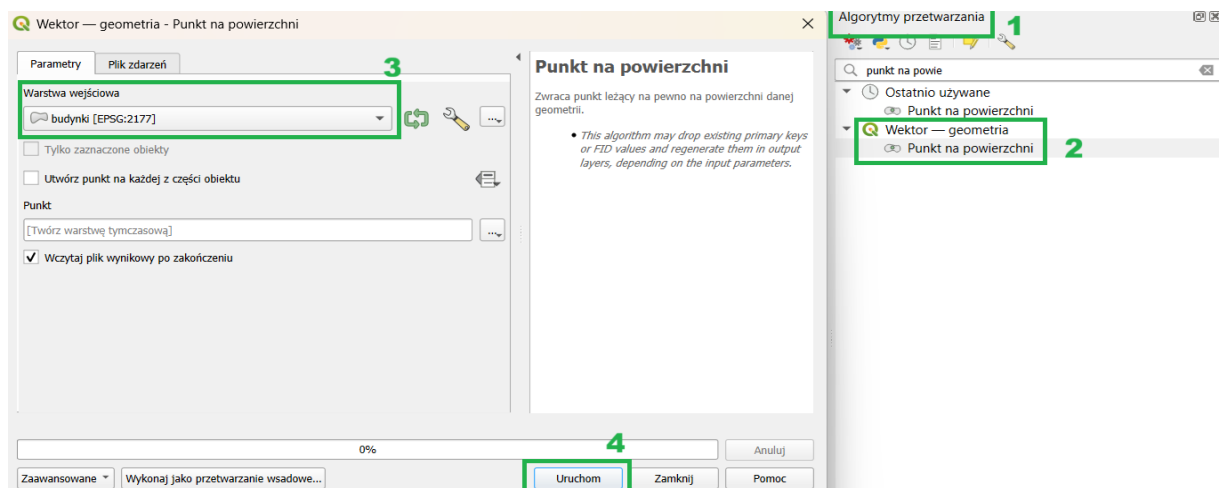 Wektor — geometria - Punkt na powierzchni
Parametry
Plik zdarzeń
3
Warstwa wejściowa
budynki [EPSG:2177]
...
Tylko zaznaczone obiekty
Utwórz punkt na każdej z części obiektu
Punkt
[Twórz warstwę tymczasową]
...
Wczytaj plik wynikowy po zakończeniu
Punkt na powierzchni
Zwraca punkt leżący na pewno na powierzchni danej
geometrii.
• This algorithm may drop existing primary keys
or FID values and regenerate them in output
layers, depending on the input parameters.
0%
4
Anuluj
Zaawansowane
Wykonaj jako przetwarzanie wsadowe...
Uruchom
Zamknij
Pomoc
Algorytmy przetwarzania
1
punkt na powie
Ostatnio używane
Punkt na powierzchni
Wektor — geometria
Punkt na powierzchni
2